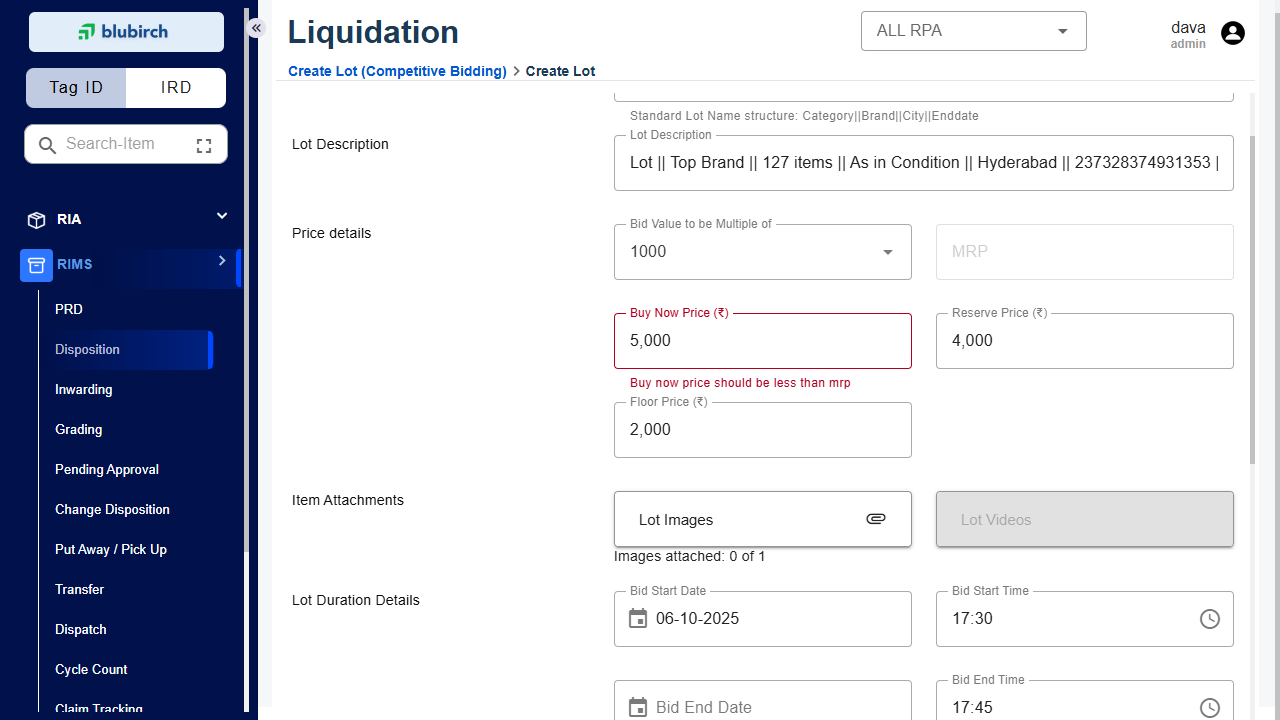 blubirch
Tag ID IRD
Search-Item
RIA
RIMS
PRD
Disposition
Inwarding
Grading
Pending Approval
Change Disposition
Put Away / Pick Up
Transfer
Dispatch
Cycle Count
Claim Tracking
Liquidation
ALL RPA
dava
admin
Create Lot (Competitive Bidding) > Create Lot
Standard Lot Name structure: Category||Brand||City||Enddate
Lot Description
Lot Description
Lot || Top Brand || 127 items || As in Condition || Hyderabad || 237328374931353 |
Price details
Bid Value to be Multiple of
1000
MRP
Buy Now Price (₹)
5,000
Buy now price should be less than mrp
Reserve Price (₹)
4,000
Floor Price (₹)
2,000
Item Attachments
Lot Images
Lot Videos
Images attached: 0 of 1
Lot Duration Details
Bid Start Date
06-10-2025
Bid Start Time
17:30
Bid End Date
Bid End Time
17:45